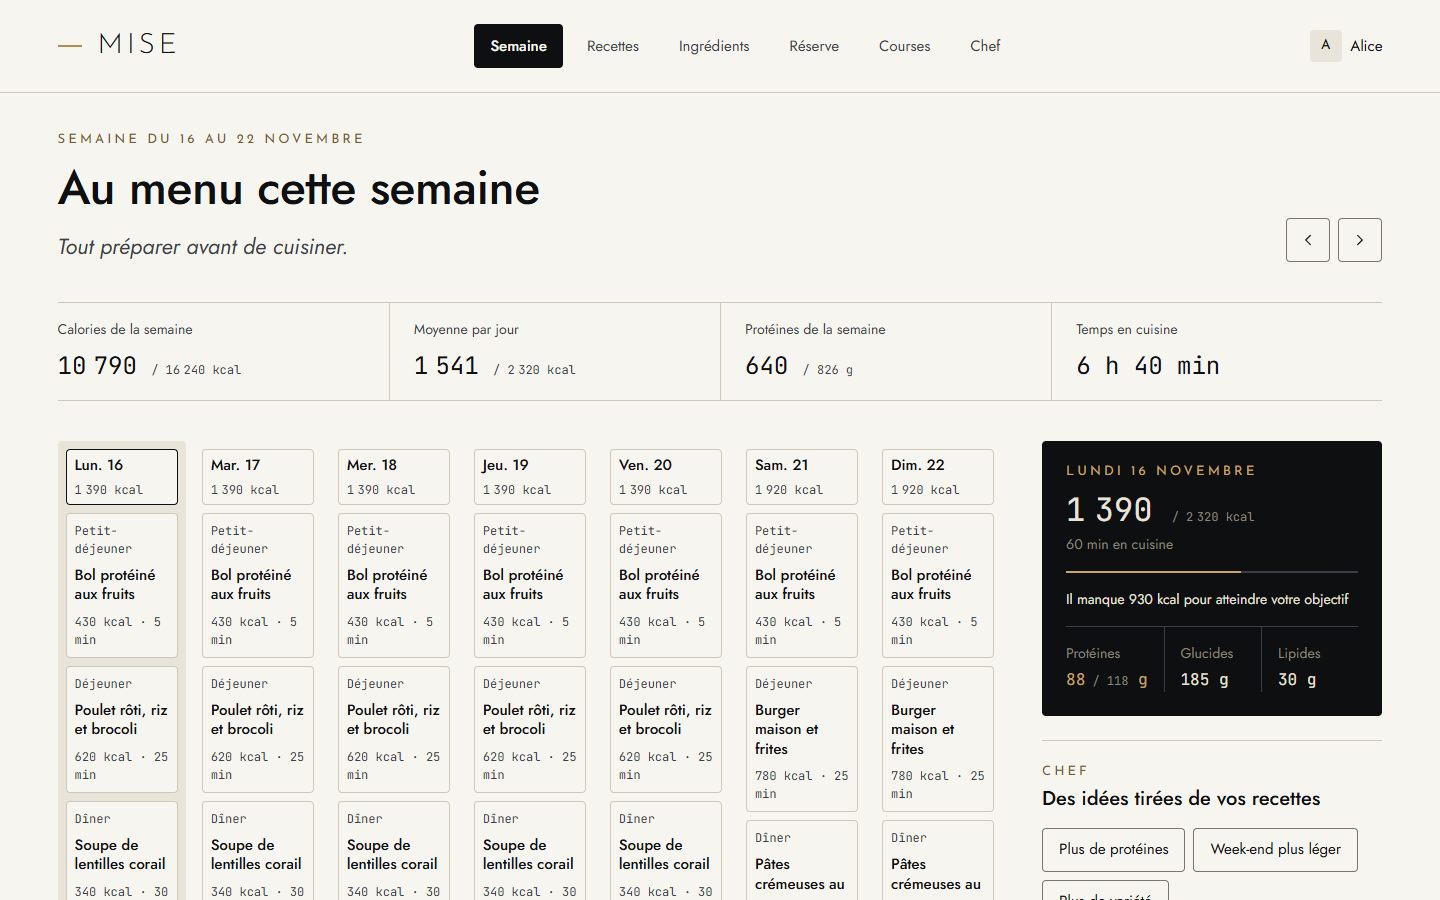 MISE
Semaine
Recettes
Ingrédients
Réserve
Courses
Chef
A
Alice
SEMAINE DU 16 AU 22 NOVEMBRE
Au menu cette semaine
Tout préparer avant de cuisiner.
Calories de la semaine
10 790 / 16 240 kcal
Moyenne par jour
1 541 / 2 320 kcal
Protéines de la semaine
640 / 826 g
Temps en cuisine
6 h 40 min
Lun. 16
1 390 kcal
Petit-
déjeuner
Bol protéiné
aux fruits
430 kcal · 5
min
Déjeuner
Poulet rôti, riz
et brocoli
620 kcal · 25
min
Dîner
Soupe de
lentilles corail
340 kcal · 30
Mar. 17
1 390 kcal
Petit-
déjeuner
Bol protéiné
aux fruits
430 kcal · 5
min
Déjeuner
Poulet rôti, riz
et brocoli
620 kcal · 25
min
Dîner
Soupe de
lentilles corail
340 kcal · 30
Mer. 18
1 390 kcal
Petit-
déjeuner
Bol protéiné
aux fruits
430 kcal · 5
min
Déjeuner
Poulet rôti, riz
et brocoli
620 kcal · 25
min
Dîner
Soupe de
lentilles corail
340 kcal · 30
Jeu. 19
1 390 kcal
Petit-
déjeuner
Bol protéiné
aux fruits
430 kcal · 5
min
Déjeuner
Poulet rôti, riz
et brocoli
620 kcal · 25
min
Dîner
Soupe de
lentilles corail
340 kcal · 30
Ven. 20
1 390 kcal
Petit-
déjeuner
Bol protéiné
aux fruits
430 kcal · 5
min
Déjeuner
Poulet rôti, riz
et brocoli
620 kcal · 25
min
Dîner
Soupe de
lentilles corail
340 kcal · 30
Sam. 21
1 920 kcal
Petit-
déjeuner
Bol protéiné
aux fruits
430 kcal · 5
min
Déjeuner
Burger
maison et
frites
780 kcal · 25
min
Dîner
Pâtes
crémeuses au
Dim. 22
1 920 kcal
Petit-
déjeuner
Bol protéiné
aux fruits
430 kcal · 5
min
Déjeuner
Burger
maison et
frites
780 kcal · 25
min
Dîner
Pâtes
crémeuses au
LUNDI 16 NOVEMBRE
1 390 / 2 320 kcal
60 min en cuisine
Il manque 930 kcal pour atteindre votre objectif
Protéines
88 / 118 g
Glucides
185 g
Lipides
30 g
CHEF
Des idées tirées de vos recettes
Plus de protéines
Week-end plus léger
Plus de variété